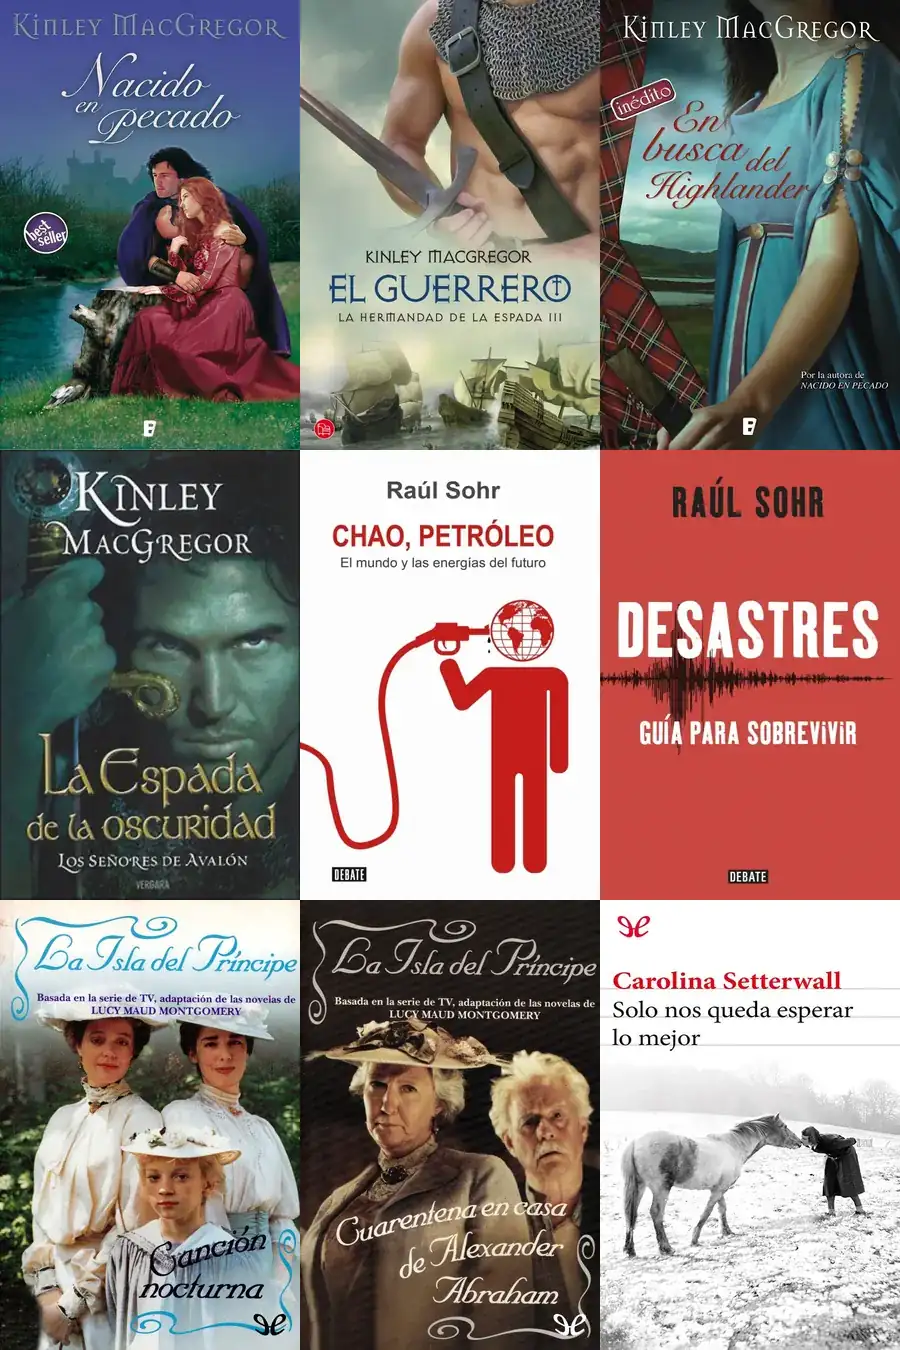 KINLEY MACGREGOR
Nacido
en
pecado
best
seller
B
KINLEY MACGREGOR
EL GUERRERO
LA HERMANDAD DE LA ESPADA III
KINLEY MACGREGOR
inédito
En
busca del
Highlander
Por la autora de
NACIDO EN PECADO
B
KINLEY
MACGREGOR
LA ESPADA
de la oscuridad
LOS SEÑORES DE AVALÓN
VERGARA
Raúl Sohr
CHAO, PETRÓLEO
El mundo y las energías del futuro
DEBATE
RAÚL SOHR
DESASTRES
GUÍA PARA SOBREVIVIR
DEBATE
La Isla del Príncipe
Basada en la serie de TV, adaptación de las novelas de
LUCY MAUD MONTGOMERY
Canción
nocturna
La Isla del Príncipe
Basada en la serie de TV, adaptación de las novelas de
LUCY MAUD MONTGOMERY
Cuarentena en casa
de Alexander
Abraham
Carolina Setterwall
Solo nos queda esperar
lo mejor